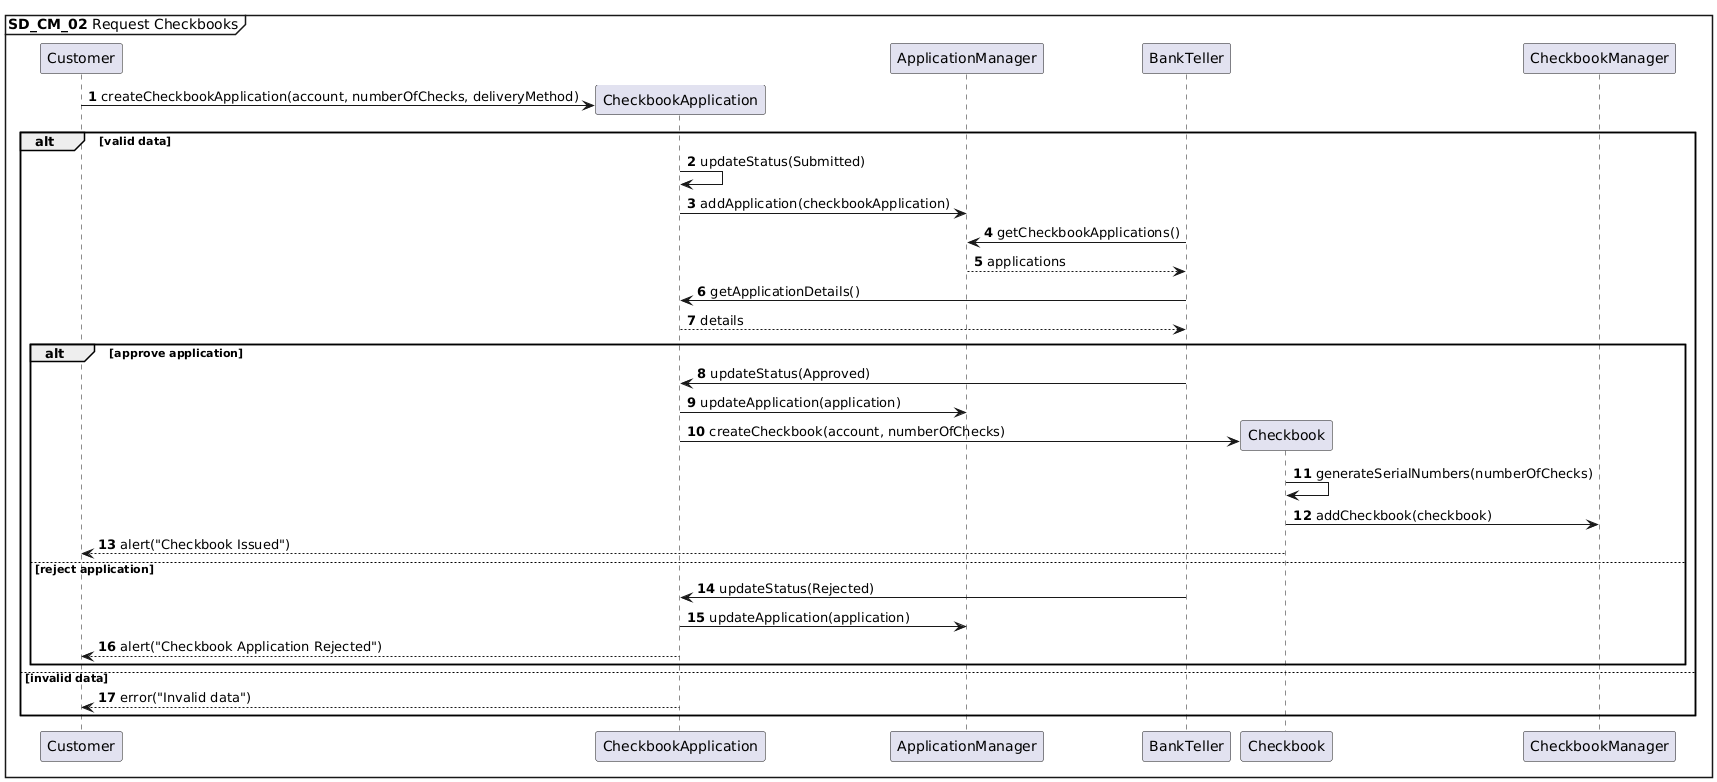 SD_CM_02 Request Checkbooks
Customer
ApplicationManager
BankTeller
CheckbookManager
1 createCheckbookApplication(account, numberOfChecks, deliveryMethod)
CheckbookApplication
alt
[valid data]
2 updateStatus(Submitted)
3 addApplication(checkbookApplication)
4 getCheckbookApplications()
5 applications
6 getApplicationDetails()
7 details
alt
[approve application]
8 updateStatus(Approved)
9 updateApplication(application)
10 createCheckbook(account, numberOfChecks)
Checkbook
11 generateSerialNumbers(numberOfChecks)
12 addCheckbook(checkbook)
13 alert("Checkbook Issued")
[reject application]
14 updateStatus(Rejected)
15 updateApplication(application)
16 alert("Checkbook Application Rejected")
[invalid data]
17 error("Invalid data")
Customer
CheckbookApplication
ApplicationManager
BankTeller
Checkbook
CheckbookManager